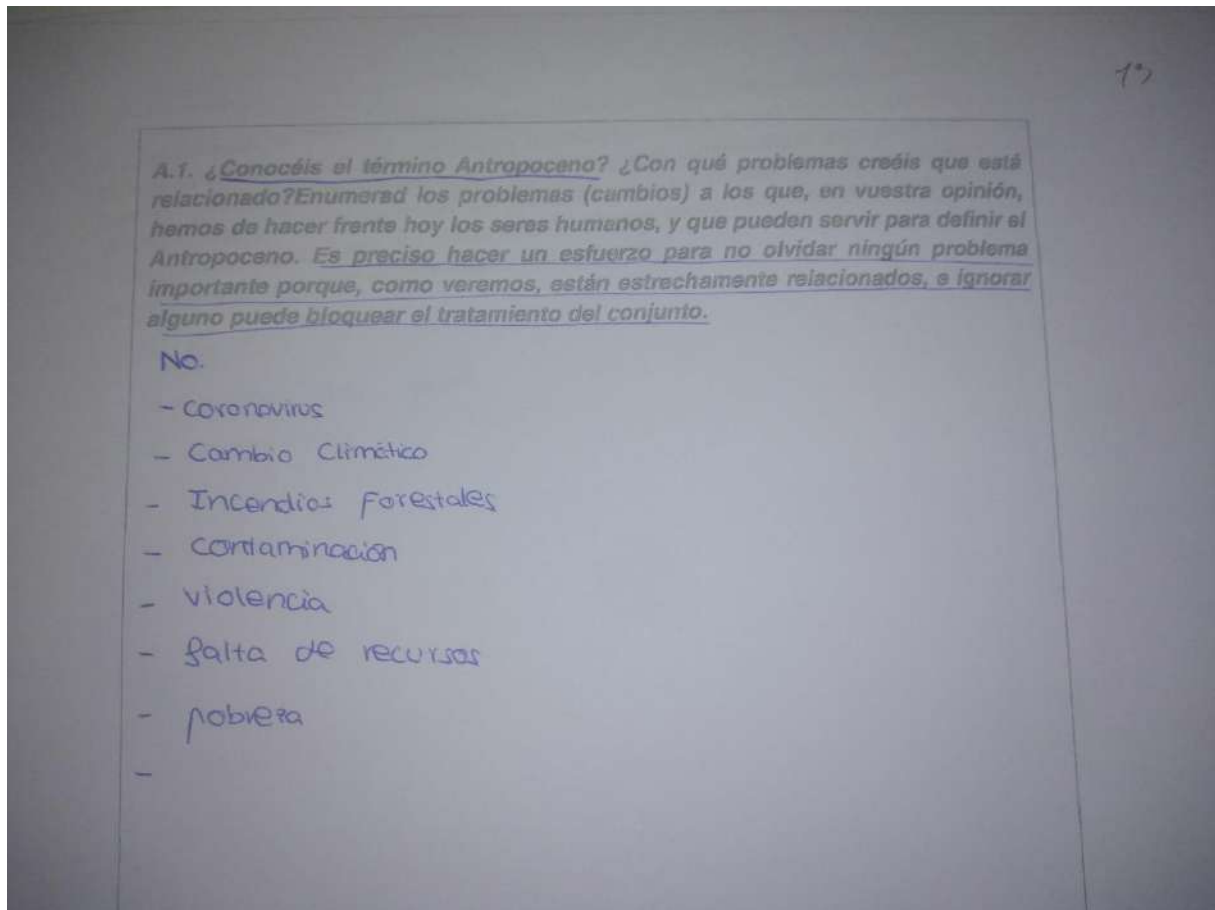 1º)
A.1. ¿Conocéis el término Antropoceno? ¿Con qué problemas creéis que está
relacionado?Enumerad los problemas (cambios) a los que, en vuestra opinión,
hemos de hacer frente hoy los seres humanos, y que pueden servir para definir el
Antropoceno. Es preciso hacer un esfuerzo para no olvidar ningún problema
importante porque, como veremos, están estrechamente relacionados, e ignorar
alguno puede bloquear el tratamiento del conjunto.
No.
- Coronavirus
- Cambio Climático
- Incendios Forestales
- Contaminación
- violencia
- falta de recursos
- pobreza
-